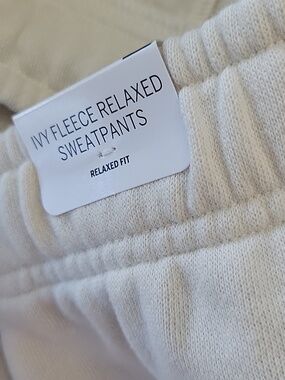 IVY FLEECE RELAXED
SWEATPANTS
RELAXED FIT